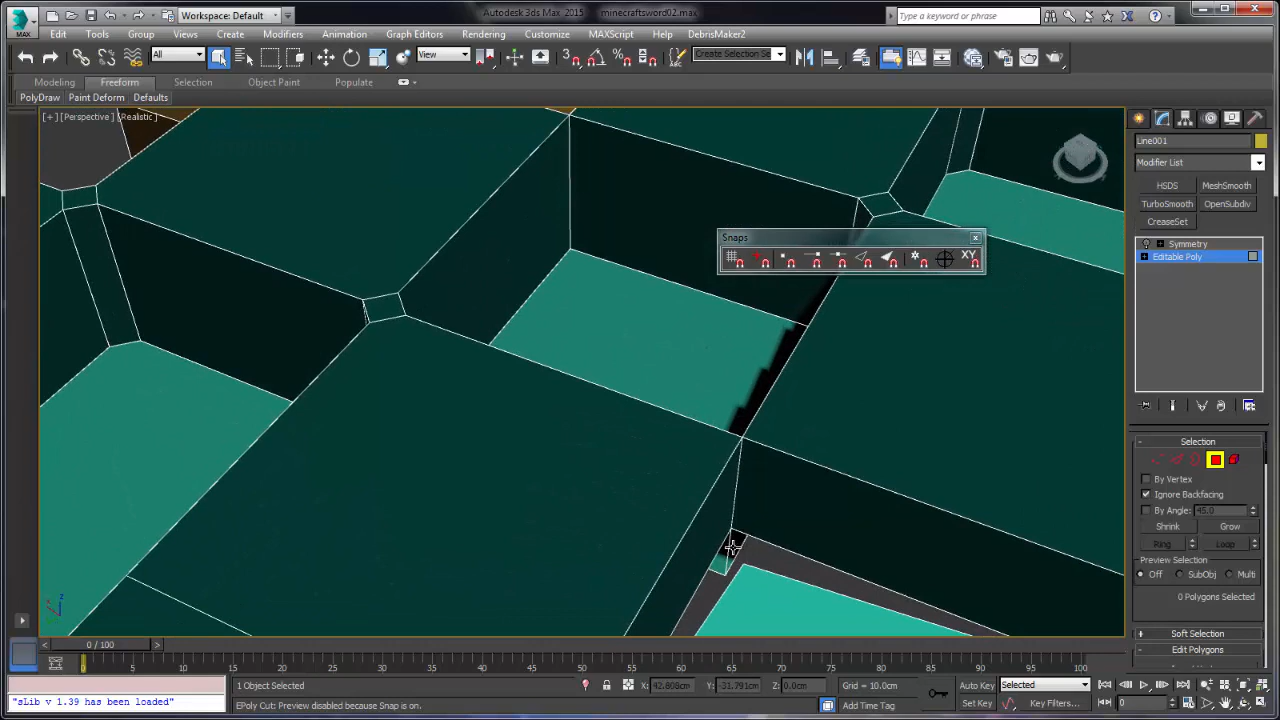 Autodesk 3ds Max 2015    minecraftsword02.max
Workspace: Default
Type a keyword or phrase
MAX
Edit Tools Group Views Create Modifiers Animation Graph Editors Rendering Customize MAXScript Help DebrisMaker2
All
View
Create Selection Se
Modeling Freeform Selection Object Paint Populate
PolyDraw Paint Deform Defaults
[+] [Perspective] [Realistic]
Line001
Modifier List
HSDS MeshSmooth
TurboSmooth OpenSubdiv
CreaseSet
Snaps
XY
Symmetry
Editable Poly
Selection
By Vertex
Ignore Backfacing
By Angle: 45.0
Shrink Grow
Ring Loop
Preview Selection
Off SubObj Multi
0 Polygons Selected
Soft Selection
Edit Polygons
z
0 / 100
0 5 10 15 20 25 30 35 40 45 50 55 60 65 70 75 80 85 90 95 100
1 Object Selected
X: 42.808cm Y: -31.791cm Z: 0.0cm
Grid = 10.0cm
Auto Key Selected
"sLib v 1.39 has been loaded"
EPoly Cut: Preview disabled because Snap is on.
Add Time Tag
Set Key Key Filters...
0